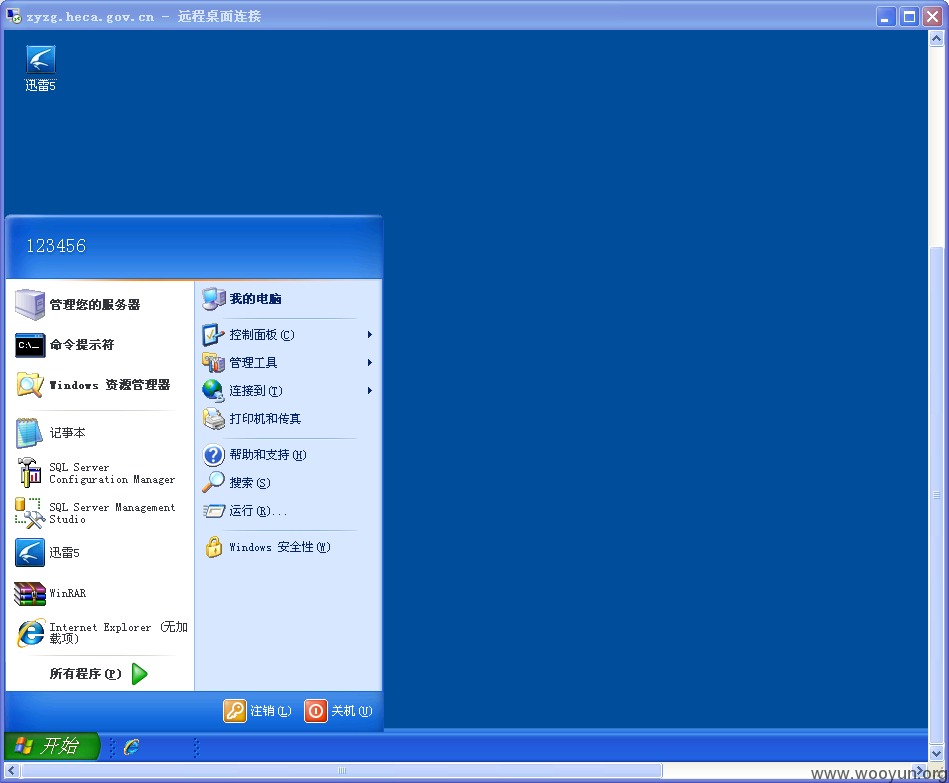 zyzg.heca.gov.cn - 远程桌面连接
迅雷5
123456
管理您的服务器
命令提示符
Windows 资源管理器
记事本
SQL Server
Configuration Manager
SQL Server Management
Studio
迅雷5
WinRAR
Internet Explorer (无加
载项)
所有程序(P)
我的电脑
控制面板(C)
管理工具
连接到(T)
打印机和传真
帮助和支持(H)
搜索(S)
运行(R)...
Windows 安全性(W)
注销(L)
关机(U)
开始
C:\_
www.wooyun.org